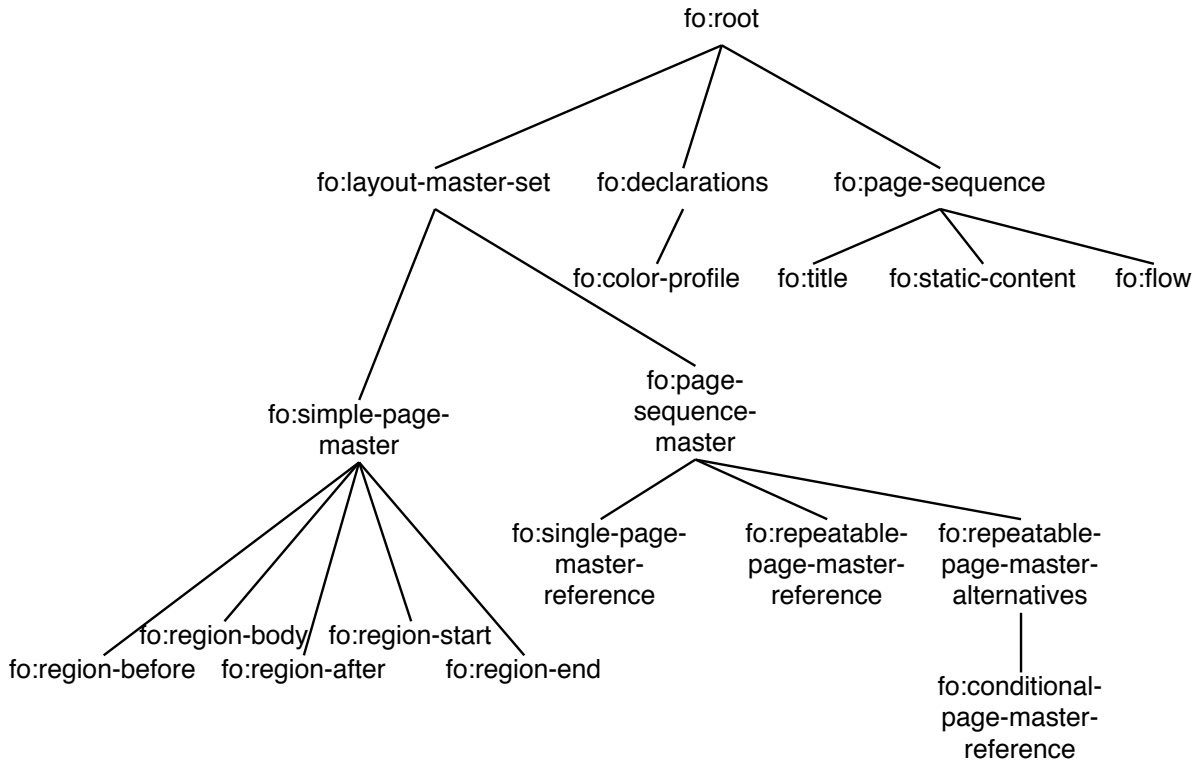 fo:root
fo:layout-master-set fo:declarations fo:page-sequence
fo:color-profile fo:title fo:static-content fo:flow
fo:simple-page-
master
fo:page-
sequence-
master
fo:single-page-
master-
reference
fo:repeatable-
page-master-
reference
fo:repeatable-
page-master-
alternatives
fo:region-body fo:region-start
fo:region-before fo:region-after fo:region-end
fo:conditional-
page-master-
reference